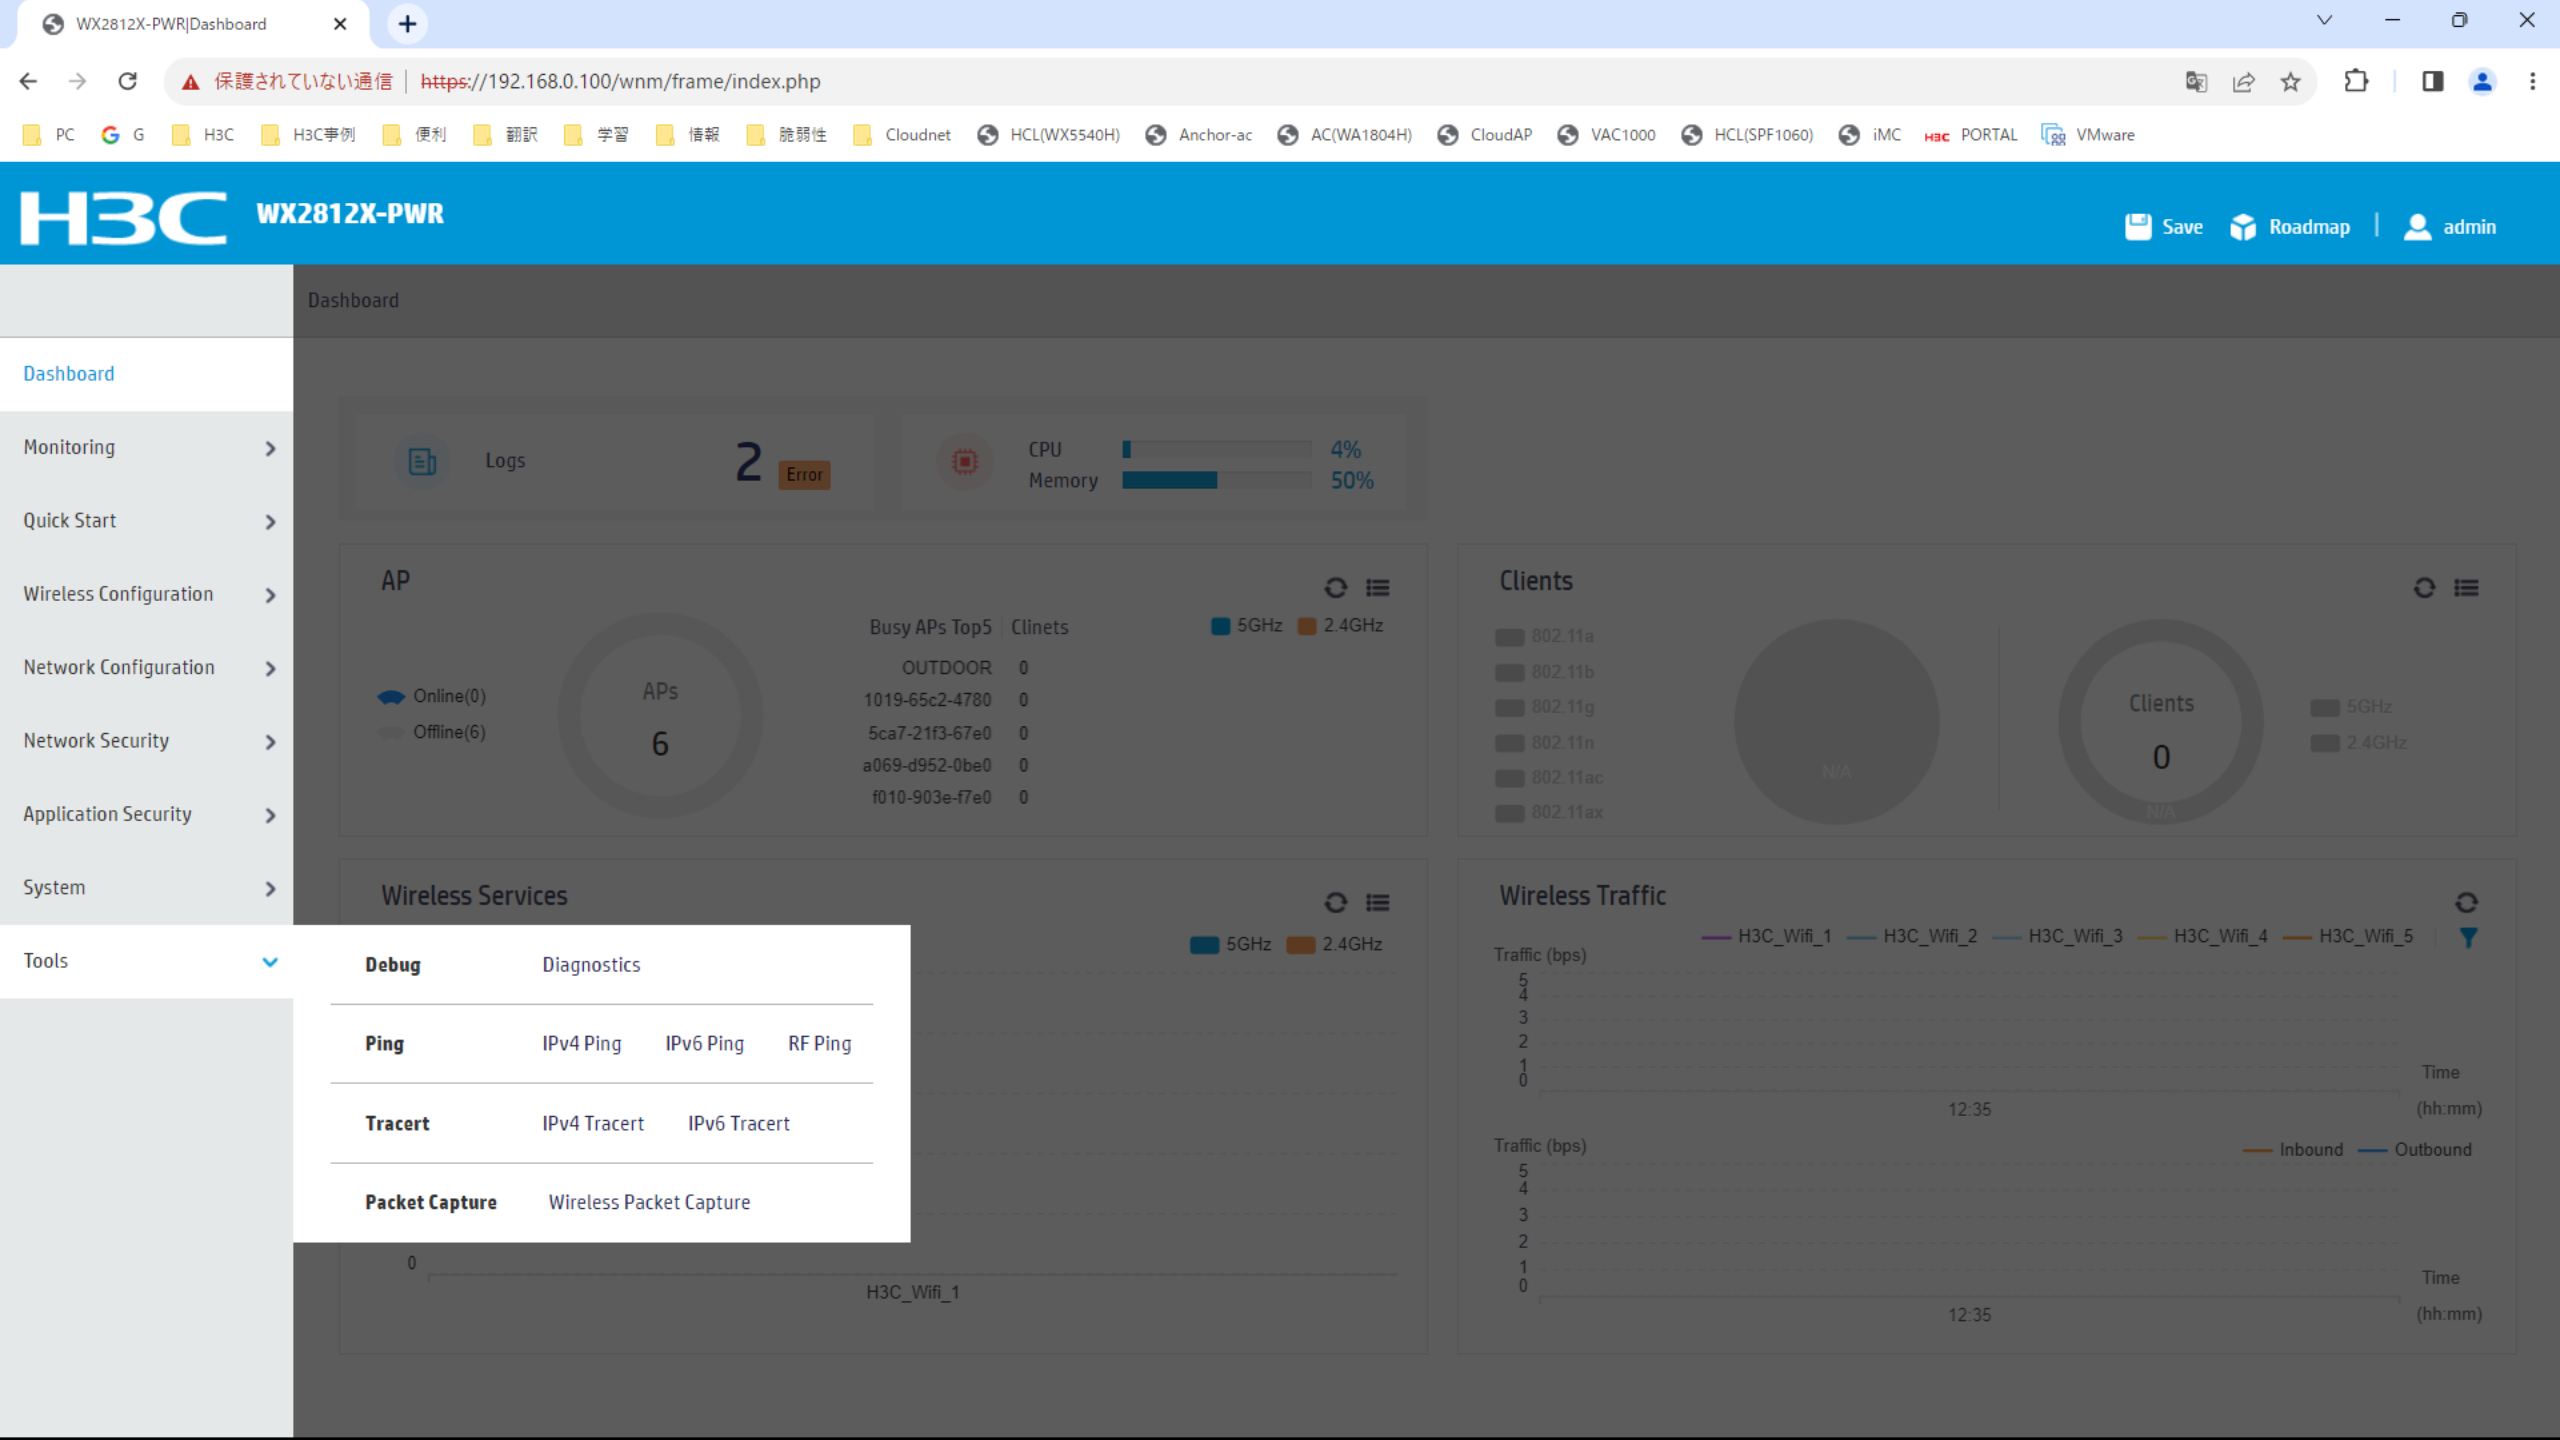 WX2812X-PWR|Dashboard
保護されていない通信 https://192.168.0.100/wnm/frame/index.php
PC G H3C H3C事例 便利 翻訳 学習 情報 脆弱性 Cloudnet HCL(WX5540H) Anchor-ac AC(WA1804H) CloudAP VAC1000 HCL(SPF1060) iMC H3C PORTAL VMware
H3C WX2812X-PWR Save Roadmap admin
Dashboard
Dashboard
Monitoring
Quick Start
Wireless Configuration
Network Configuration
Network Security
Application Security
System
Tools
Logs 2 Error
CPU 4%
Memory 50%
AP
Online(0)
Offline(6)
APs
6
Busy APs Top5 Clinets
5GHz 2.4GHz
OUTDOOR 0
1019-65c2-4780 0
5ca7-21f3-67e0 0
a069-d952-0be0 0
f010-903e-f7e0 0
Clients
802.11a
802.11b
802.11g
802.11n
802.11ac
802.11ax
N/A
Clients
0
N/A
5GHz
2.4GHz
Wireless Services
5GHz 2.4GHz
Debug Diagnostics
Ping IPv4 Ping IPv6 Ping RF Ping
Tracert IPv4 Tracert IPv6 Tracert
Packet Capture Wireless Packet Capture
0
H3C_Wifi_1
Wireless Traffic
H3C_Wifi_1 H3C_Wifi_2 H3C_Wifi_3 H3C_Wifi_4 H3C_Wifi_5
Traffic (bps)
5
4
3
2
1
0
Time
12:35 (hh:mm)
Traffic (bps)
Inbound Outbound
5
4
3
2
1
0
Time
12:35 (hh:mm)